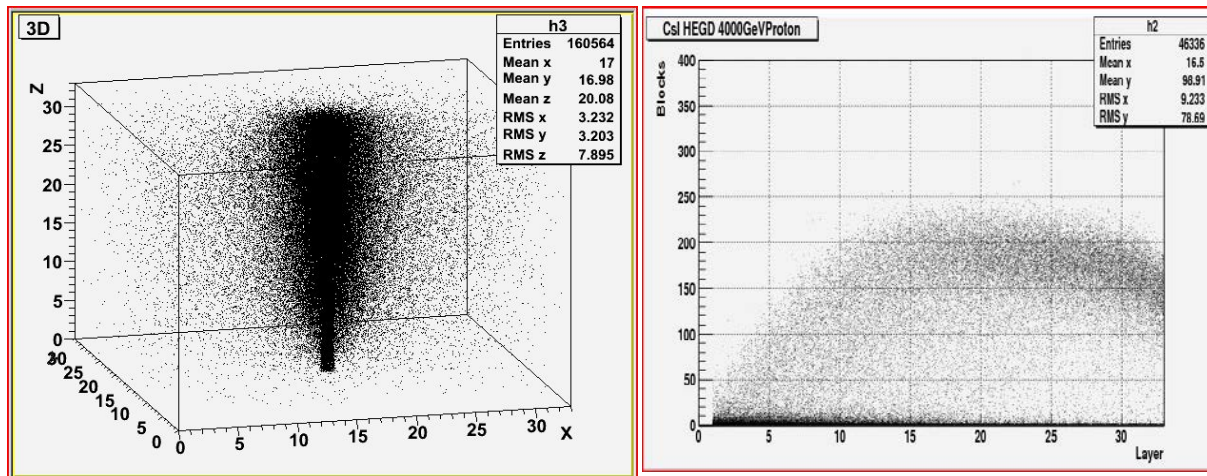 3D
h3
Entries 160564
Mean x 17
Mean y 16.98
Mean z 20.08
RMS x 3.232
RMS y 3.203
RMS z 7.895
Z
30
25
20
15
10
5
0
30
25
20
15
10
5
0
0
5
10
15
20
25
30
X
CsI HEGD 4000GeVProton
h2
Entries 46336
Mean x 16.5
Mean y 98.91
RMS x 9.233
RMS y 78.69
Blocks
400
350
300
250
200
150
100
50
0
0
5
10
15
20
25
30
Layer